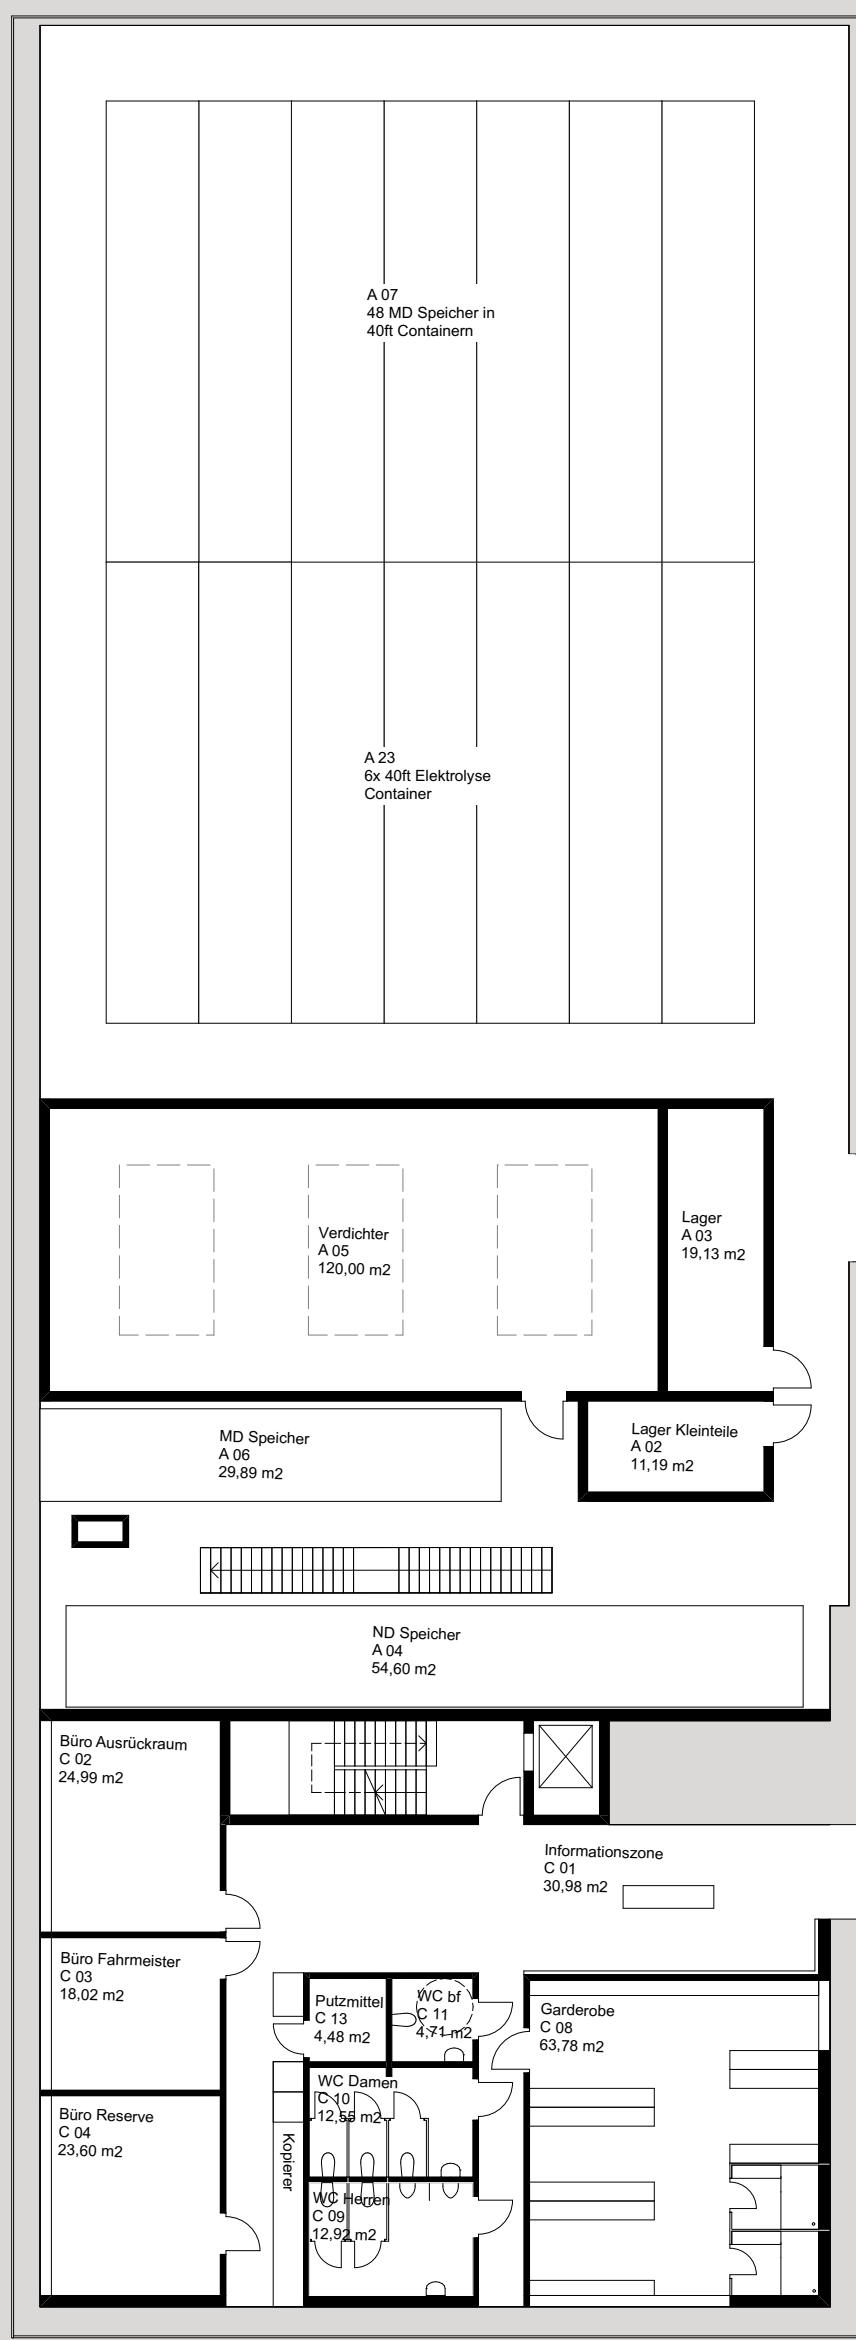 A 07
48 MD Speicher in
40ft Containern
A 23
6x 40ft Elektrolyse
Container
Verdichter
A 05
120,00 m2
Lager
A 03
19,13 m2
MD Speicher
A 06
29,89 m2
Lager Kleinteile
A 02
11,19 m2
ND Speicher
A 04
54,60 m2
Büro Ausrückraum
C 02
24,99 m2
Informationszone
C 01
30,98 m2
Büro Fahrmeister
C 03
18,02 m2
Putzmittel
C 13
4,48 m2
WC bf
C 11
4,71 m2
Garderobe
C 08
63,78 m2
WC Damen
C 10
12,55 m2
Büro Reserve
C 04
23,60 m2
Kopierer
WC Herren
C 09
12,92 m2